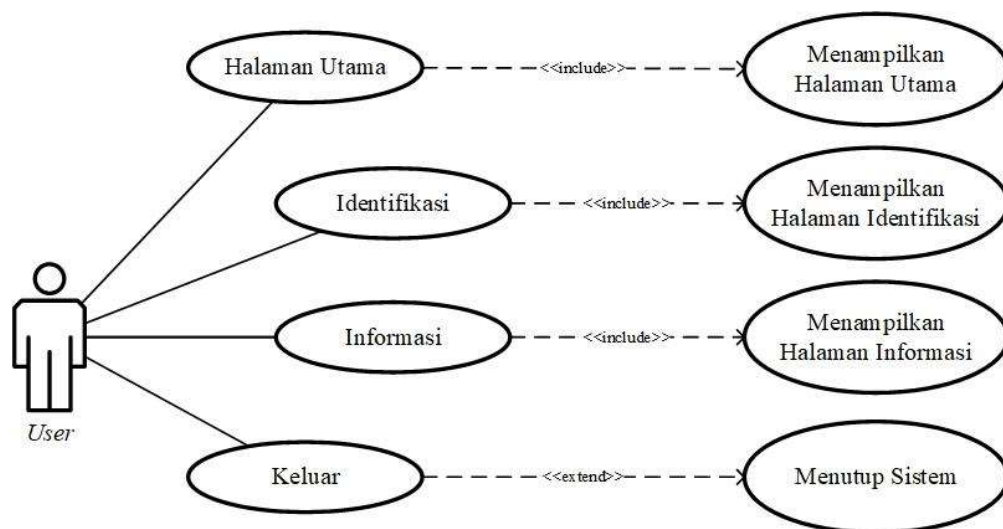 Halaman Utama
<<include>>
Menampilkan
Halaman Utama
Identifikasi
<<include>>
Menampilkan
Halaman Identifikasi
Informasi
<<include>>
Menampilkan
Halaman Informasi
User
Keluar
<<extend>>
Menutup Sistem